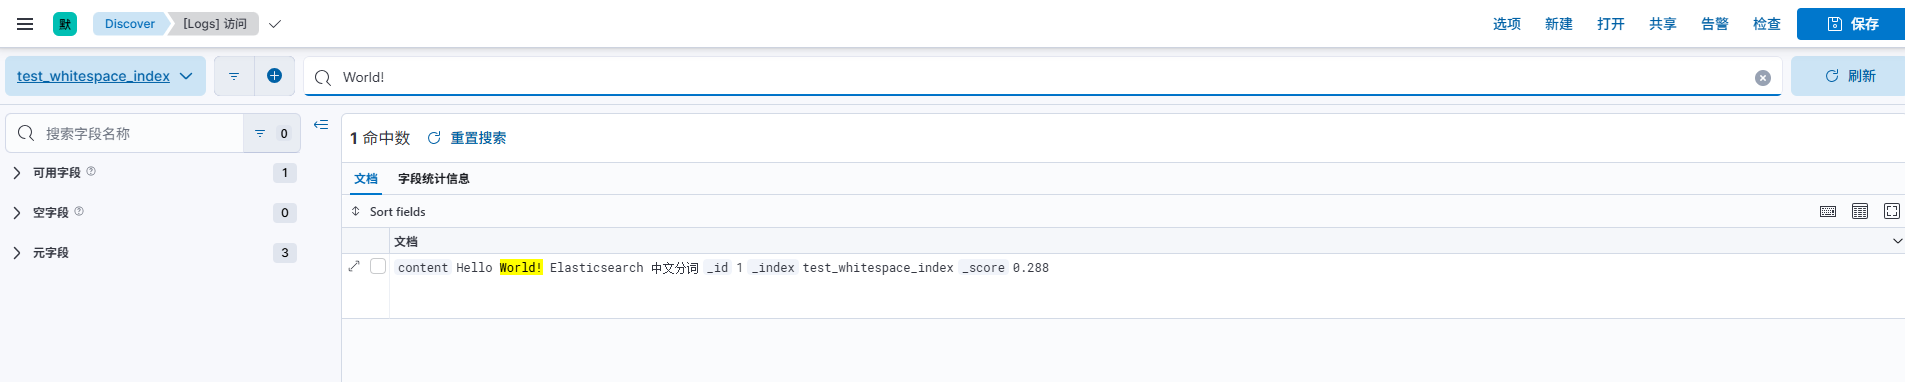 默 Discover [Logs] 访问 选项 新建 打开 共享 告警 检查 保存
test_whitespace_index World! 刷新
搜索字段名称 0
1 命中数 重置搜索
可用字段 1
文档 字段统计信息
空字段 0
Sort fields
文档
元字段 3
content Hello World! Elasticsearch 中文分词 _id 1 _index test_whitespace_index _score 0.288